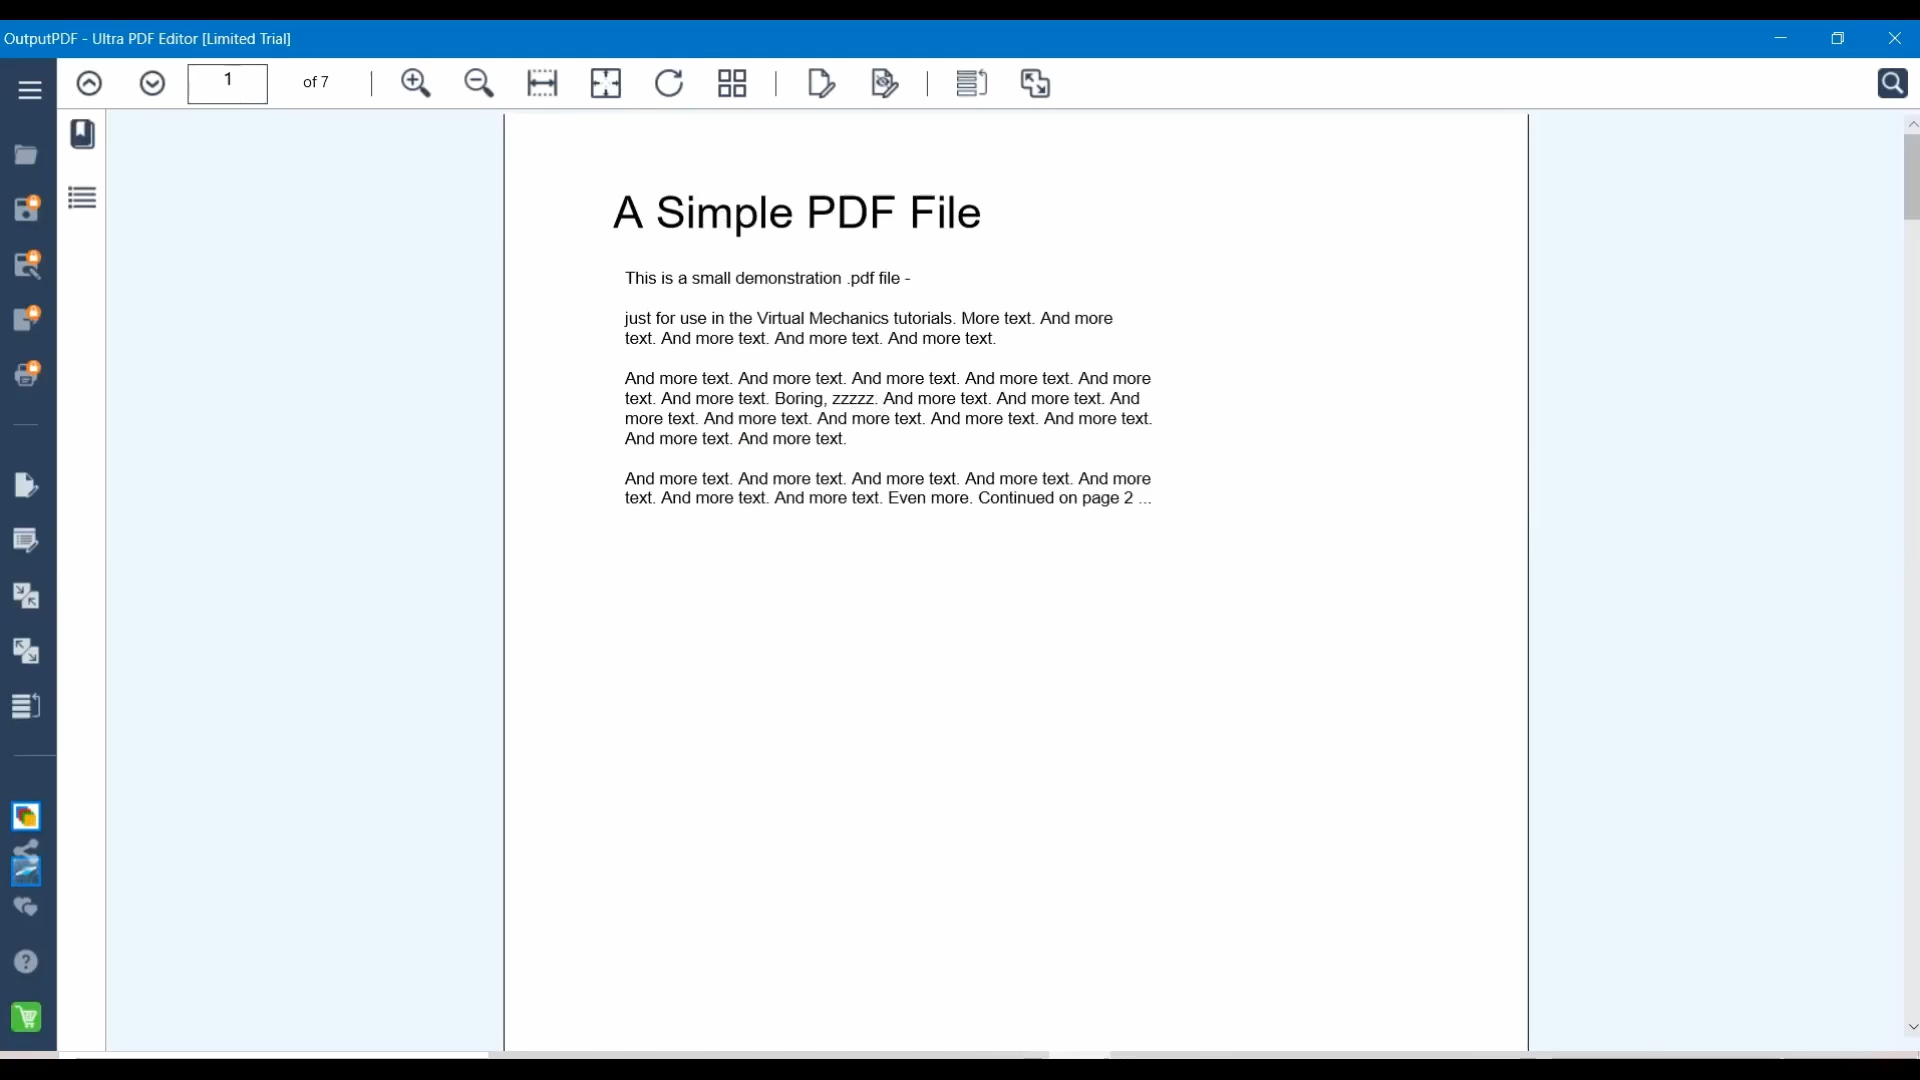 OutputPDF - Ultra PDF Editor [Limited Trial]
1 of 7
A Simple PDF File
This is a small demonstration .pdf file -
just for use in the Virtual Mechanics tutorials. More text. And more
text. And more text. And more text. And more text.
And more text. And more text. And more text. And more text. And more
text. And more text. Boring, zzzzz. And more text. And more text. And
more text. And more text. And more text. And more text. And more text.
And more text. And more text.
And more text. And more text. And more text. And more text. And more
text. And more text. And more text. Even more. Continued on page 2 ...